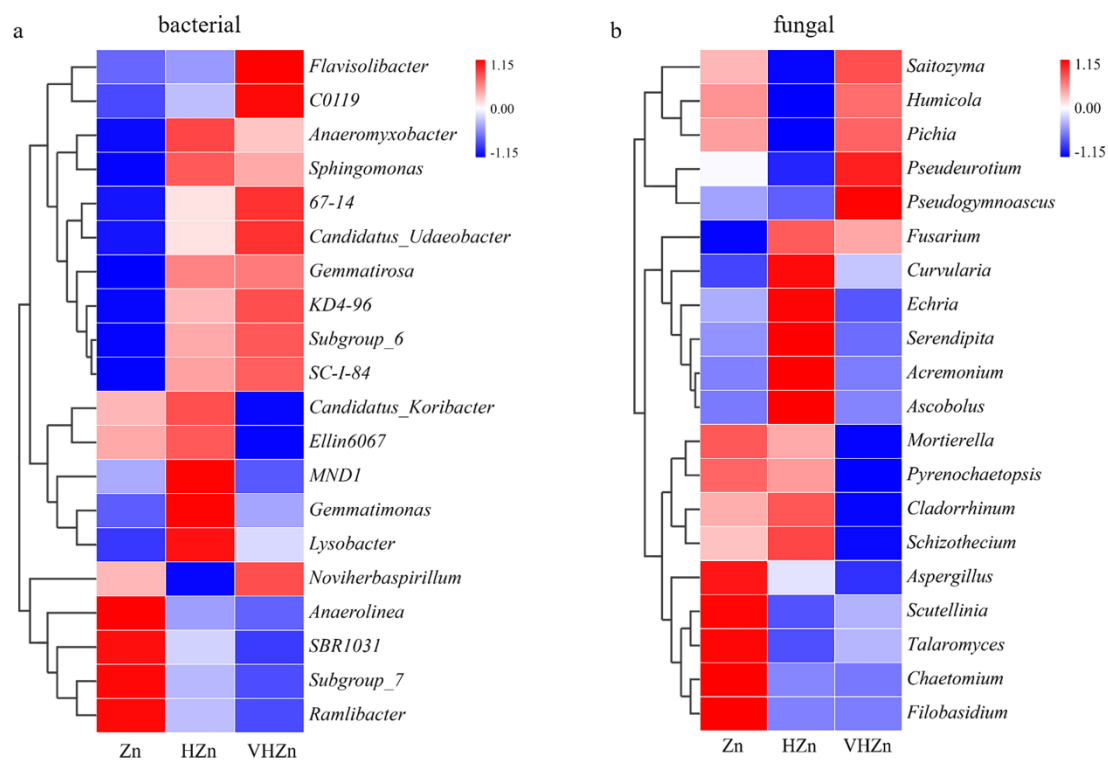 a
bacterial
Flavisolibacter
C0119
Anaeromyxobacter
Sphingomonas
67-14
Candidatus_Udaeobacter
Gemmatirosa
KD4-96
Subgroup_6
SC-I-84
Candidatus_Koribacter
Ellin6067
MND1
Gemmatimonas
Lysobacter
Noviherbaspirillum
Anaerolinea
SBR1031
Subgroup_7
Ramlibacter
1.15
0.00
-1.15
Zn HZn VHZn
b
fungal
Saitozyma
Humicola
Pichia
Pseudeurotium
Pseudogymnoascus
Fusarium
Curvularia
Echria
Serendipita
Acremonium
Ascobolus
Mortierella
Pyrenochaetopsis
Cladorrhinum
Schizothecium
Aspergillus
Scutellinia
Talaromyces
Chaetomium
Filobasidium
1.15
0.00
-1.15
Zn HZn VHZn